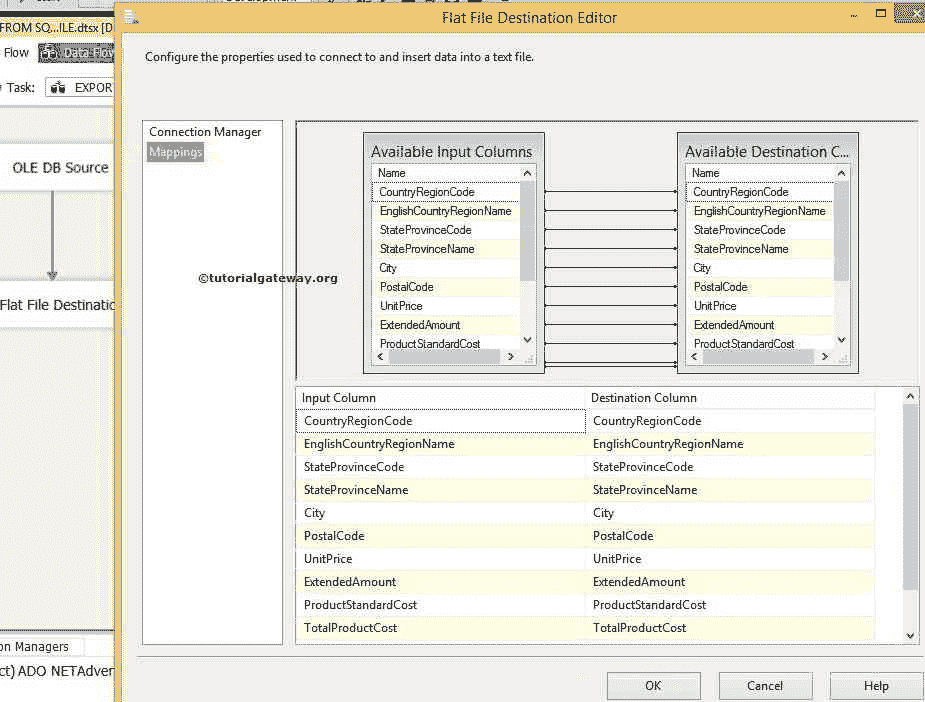 Flat File Destination Editor
FROM SQ...ILE.dtsx [D
Flow Data Flow
Task: EXPOR
Configure the properties used to connect to and insert data into a text file.
OLE DB Source
Flat File Destinatio
Connection Manager
Mappings
©tutorialgateway.org
Available Input Columns
Name
CountryRegionCode
EnglishCountryRegionName
StateProvinceCode
StateProvinceName
City
PostalCode
UnitPrice
ExtendedAmount
ProductStandardCost
Available Destination C...
Name
CountryRegionCode
EnglishCountryRegionName
StateProvinceCode
StateProvinceName
City
PostalCode
UnitPrice
ExtendedAmount
ProductStandardCost
Input Column Destination Column
CountryRegionCode CountryRegionCode
EnglishCountryRegionName EnglishCountryRegionName
StateProvinceCode StateProvinceCode
StateProvinceName StateProvinceName
City City
PostalCode PostalCode
UnitPrice UnitPrice
ExtendedAmount ExtendedAmount
ProductStandardCost ProductStandardCost
TotalProductCost TotalProductCost
on Managers
ct) ADO NETAdven
OK Cancel Help